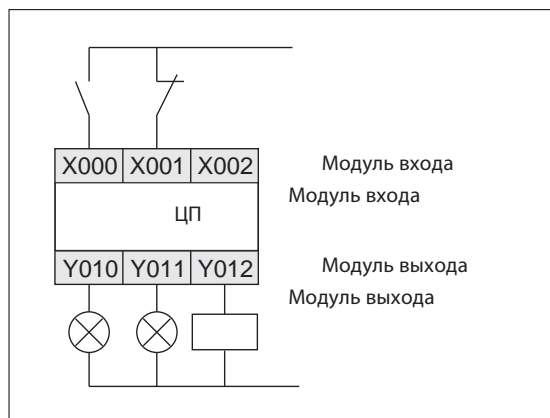 X000 X001 X002
Модуль входа
Модуль входа
ЦП
Y010 Y011 Y012
Модуль выхода
Модуль выхода